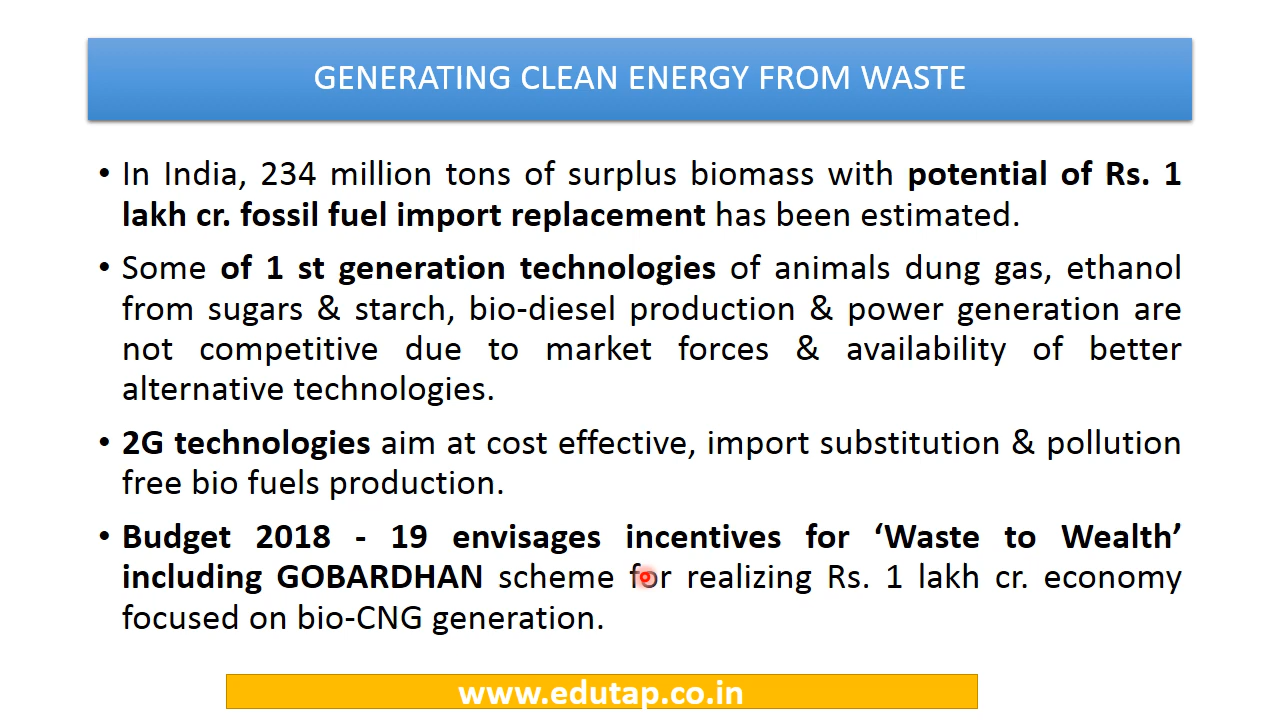 GENERATING CLEAN ENERGY FROM WASTE
• In India, 234 million tons of surplus biomass with potential of Rs. 1
lakh cr. fossil fuel import replacement has been estimated.
• Some of 1 st generation technologies of animals dung gas, ethanol
from sugars & starch, bio-diesel production & power generation are
not competitive due to market forces & availability of better
alternative technologies.
• 2G technologies aim at cost effective, import substitution & pollution
free bio fuels production.
• Budget 2018 - 19 envisages incentives for ‘Waste to Wealth’
including GOBARDHAN scheme for realizing Rs. 1 lakh cr. economy
focused on bio-CNG generation.
www.edutap.co.in